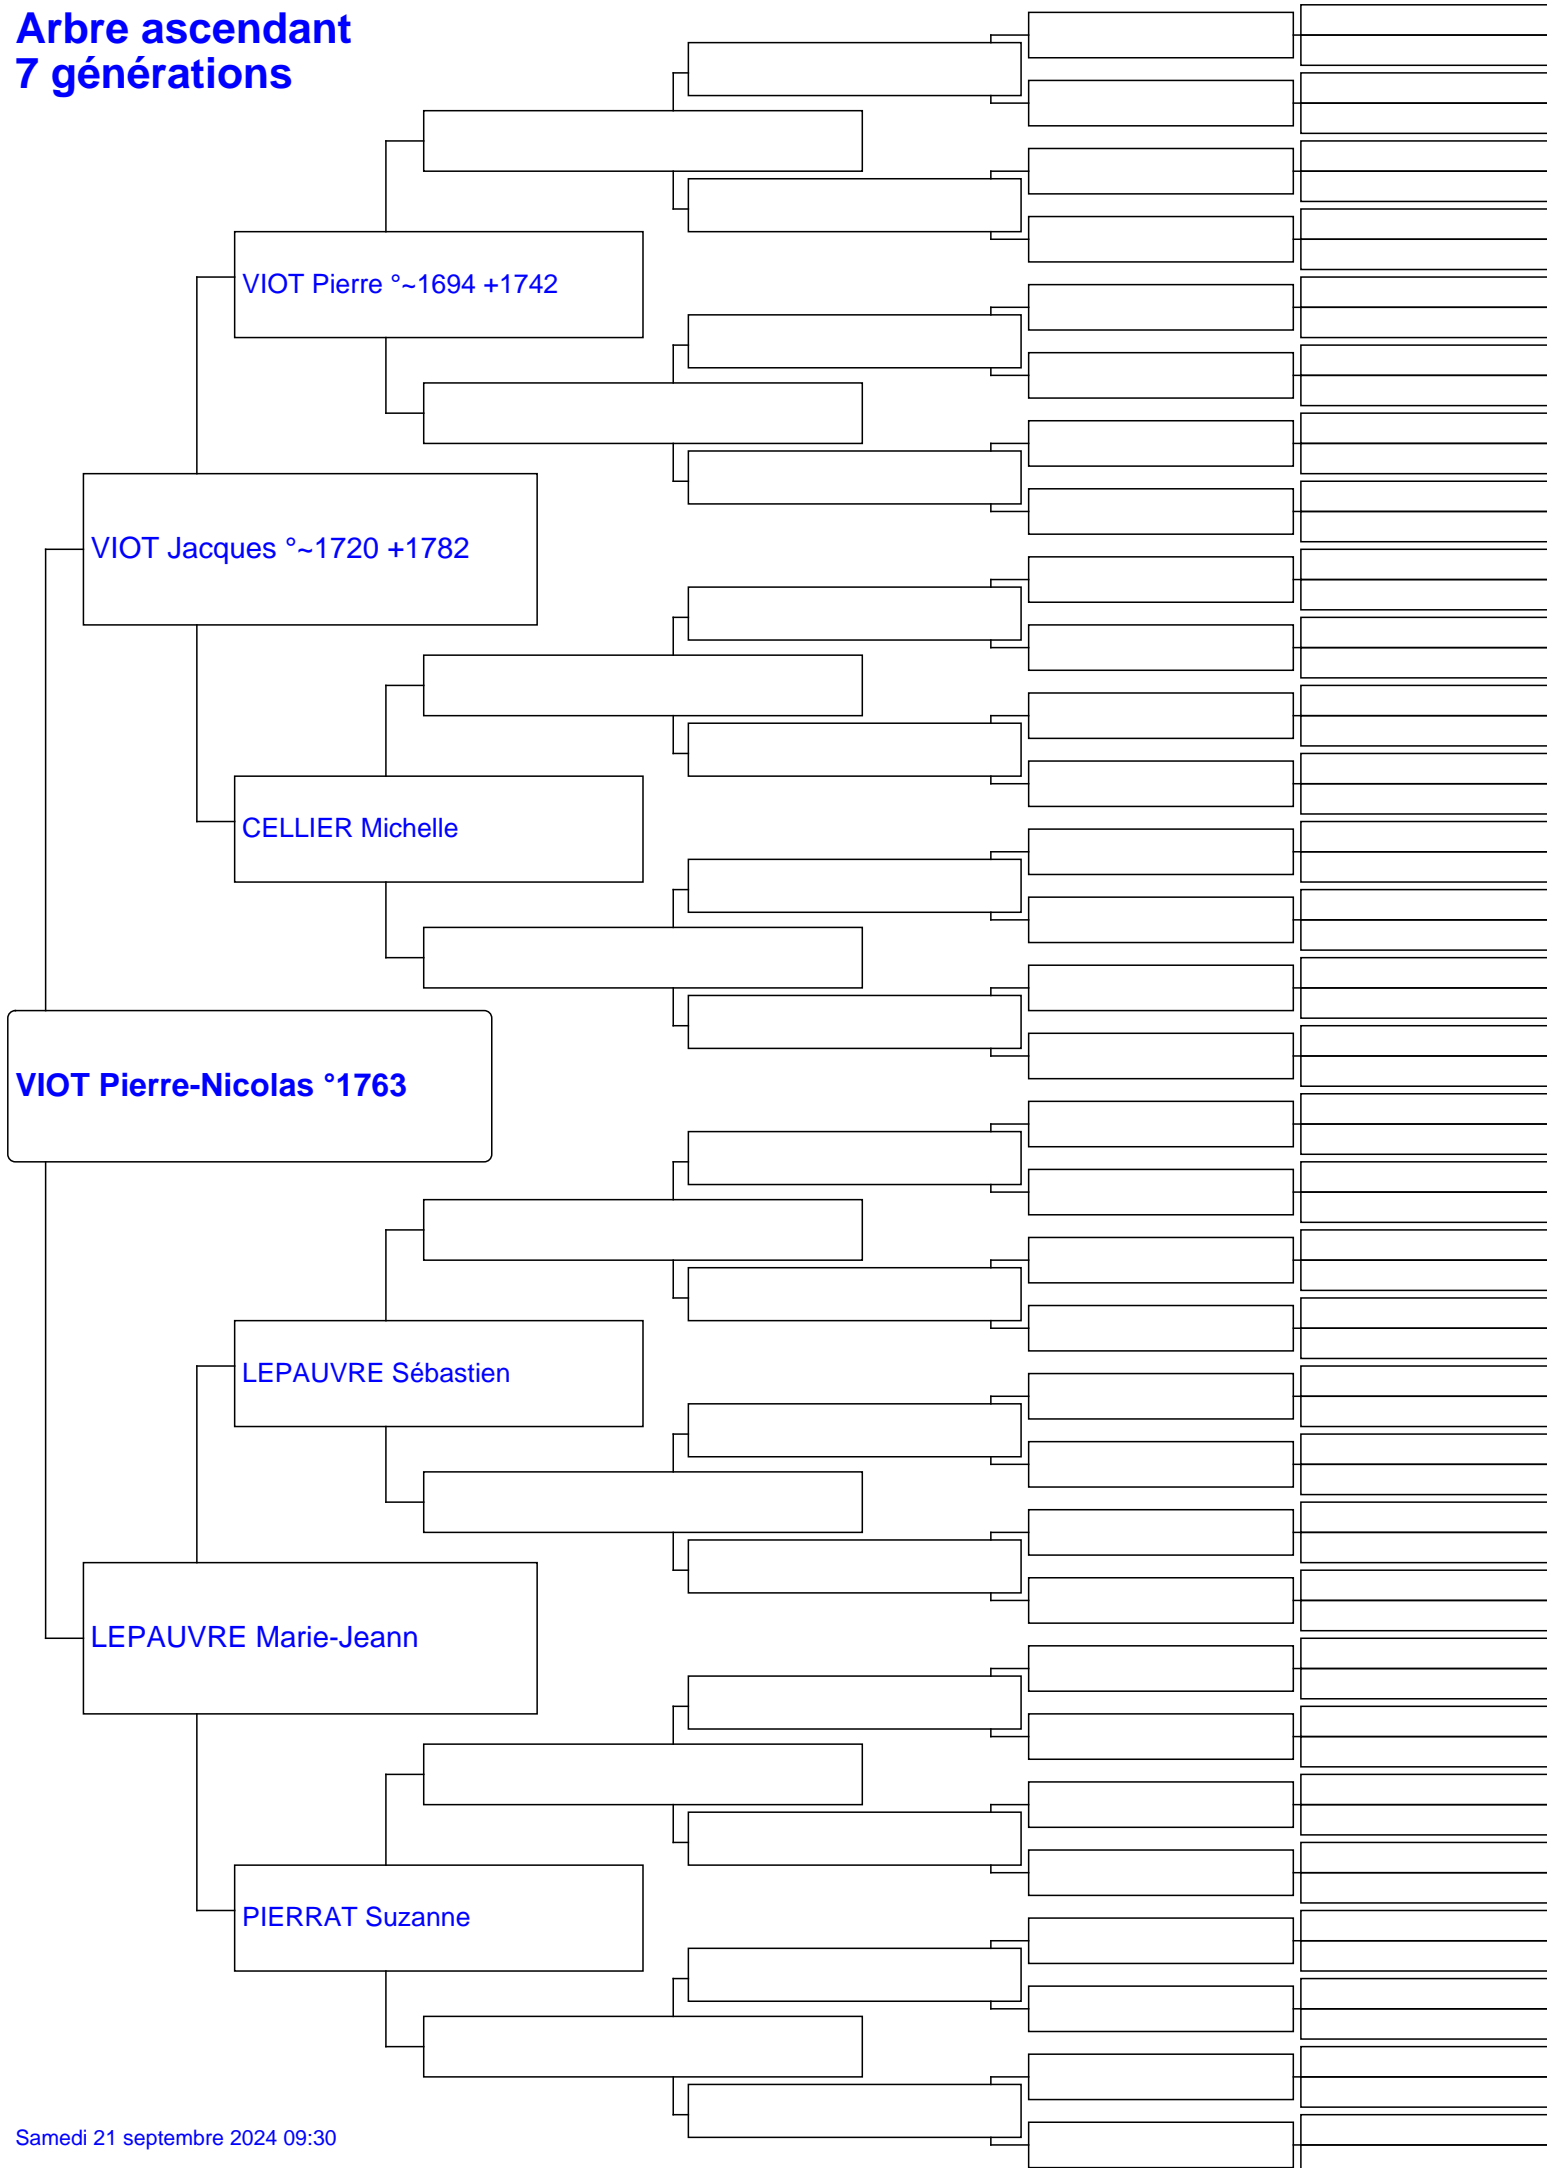 Arbre ascendant
7 générations
VIOT Pierre °~1694 +1742
VIOT Jacques °~1720 +1782
CELLIER Michelle
VIOT Pierre-Nicolas °1763
LEPAUVRE Sébastien
LEPAUVRE Marie-Jeann
PIERRAT Suzanne
Samedi 21 septembre 2024 09:30